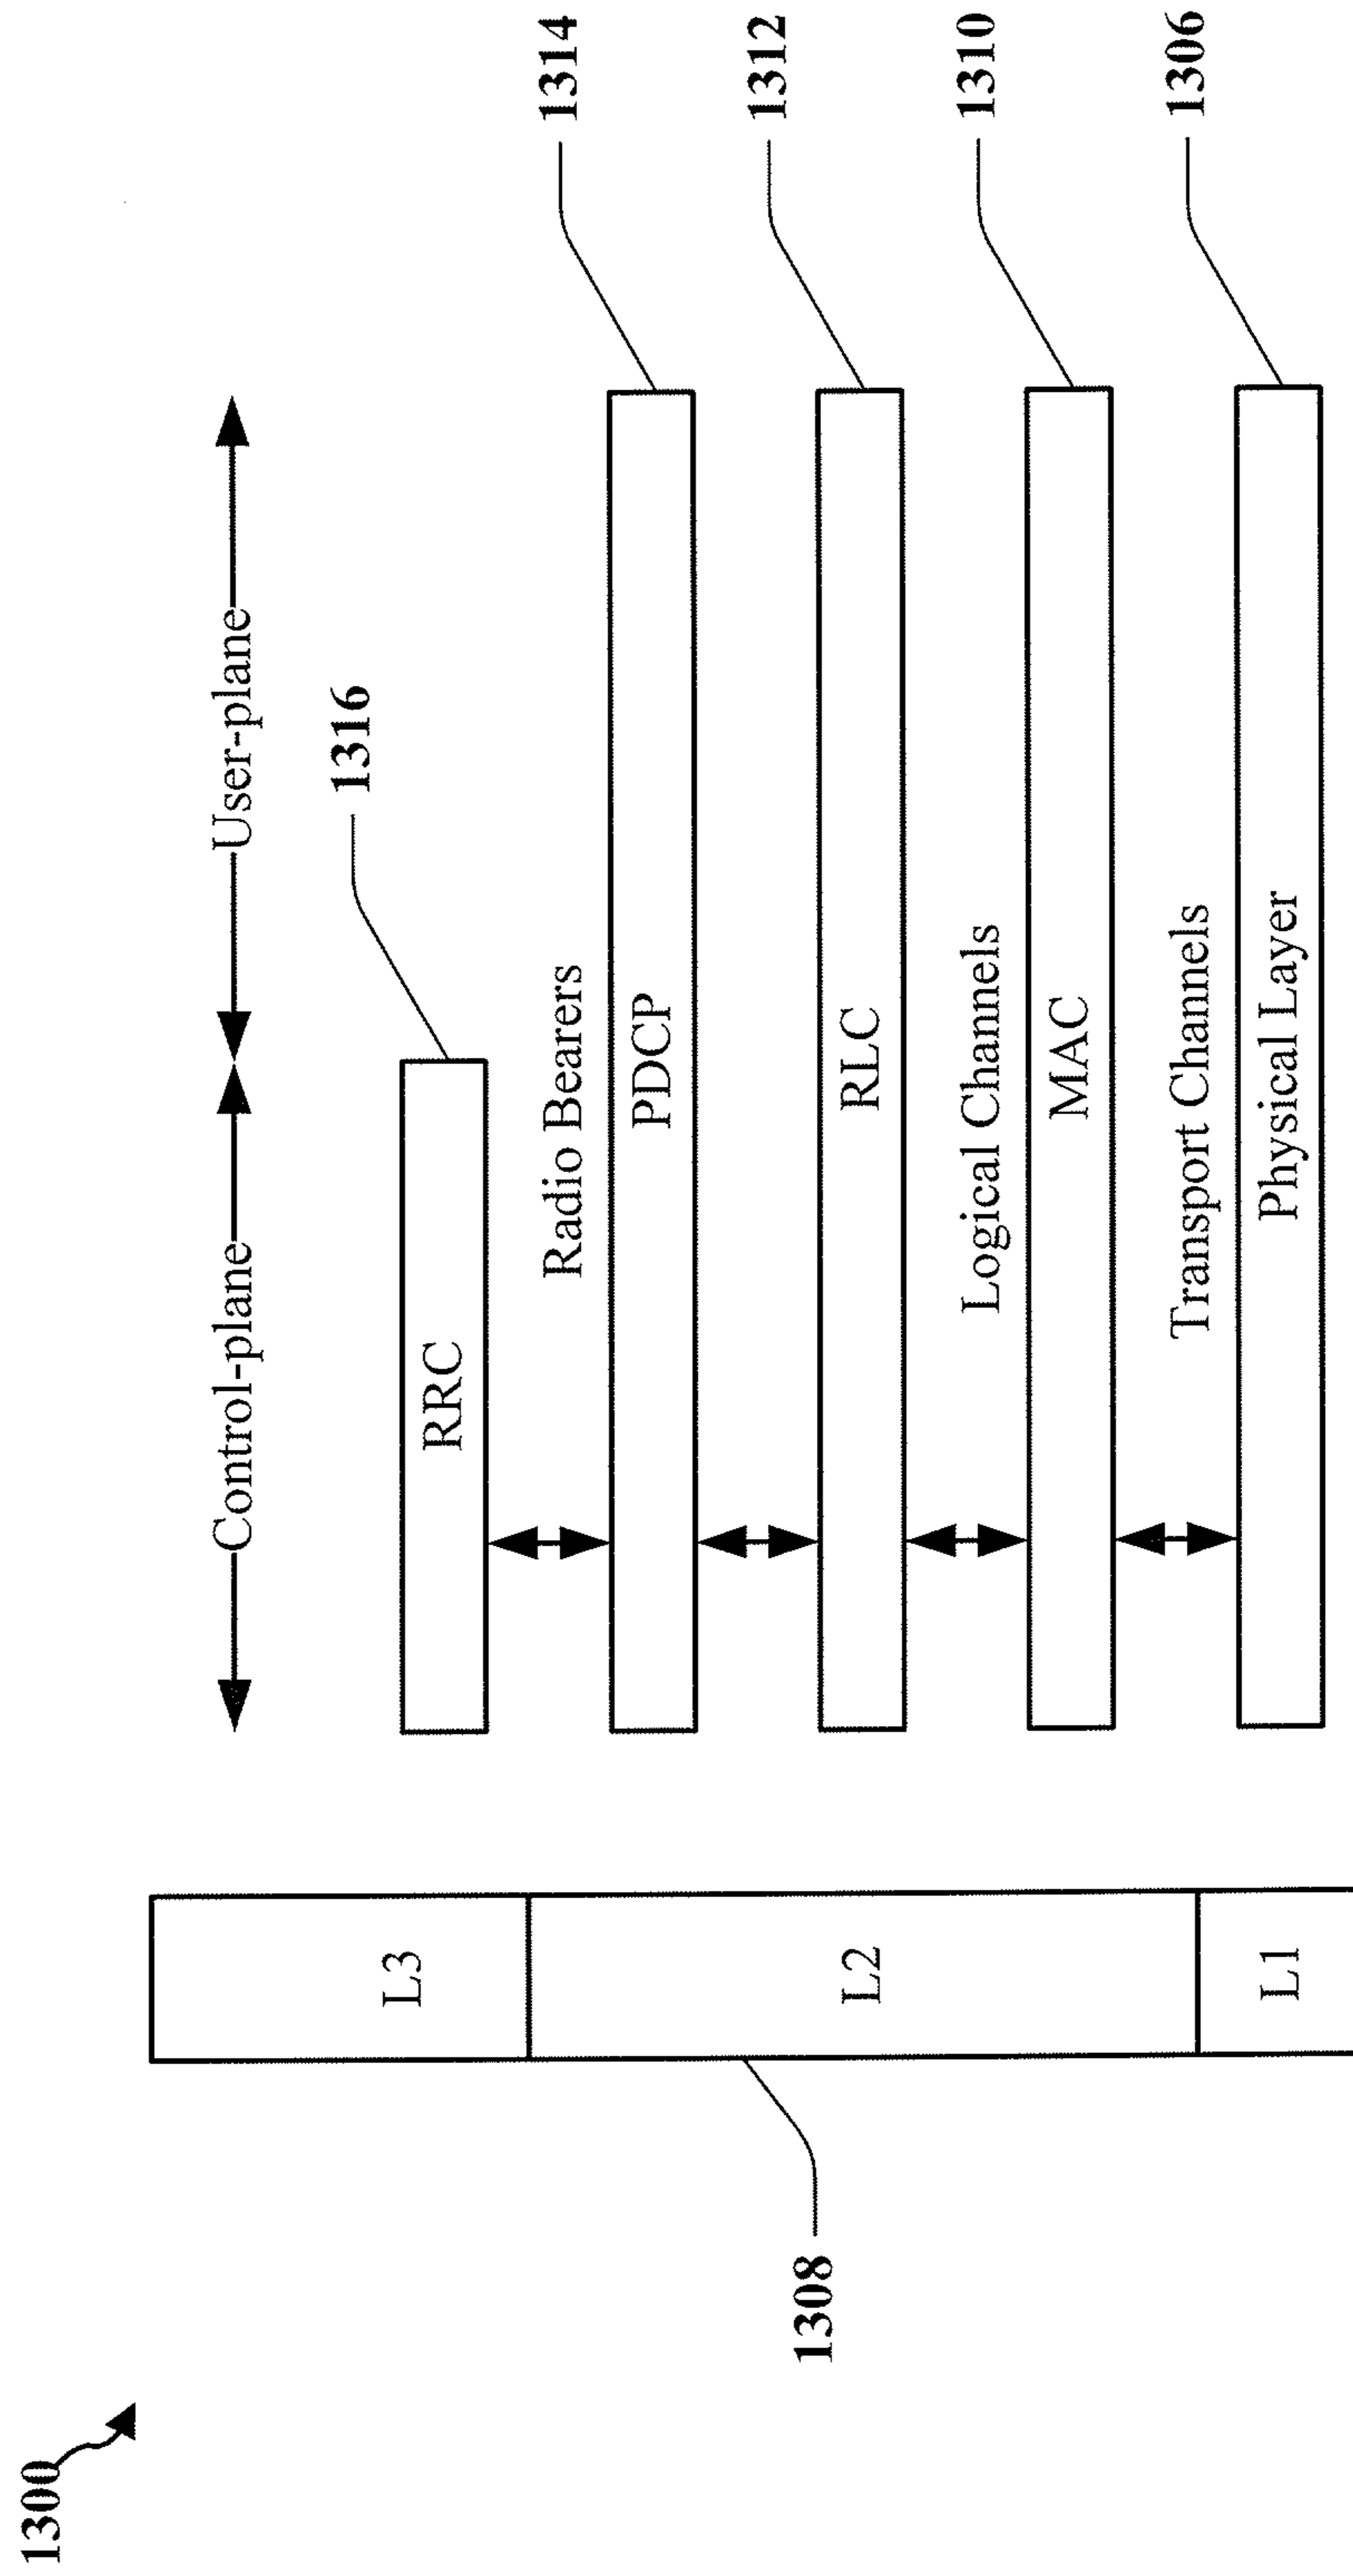 1300
Control-plane
User-plane
1316
L3
RRC
Radio Bearers
1314
PDCP
1308
L2
1312
RLC
Logical Channels
1310
MAC
Transport Channels
1306
L1
Physical Layer